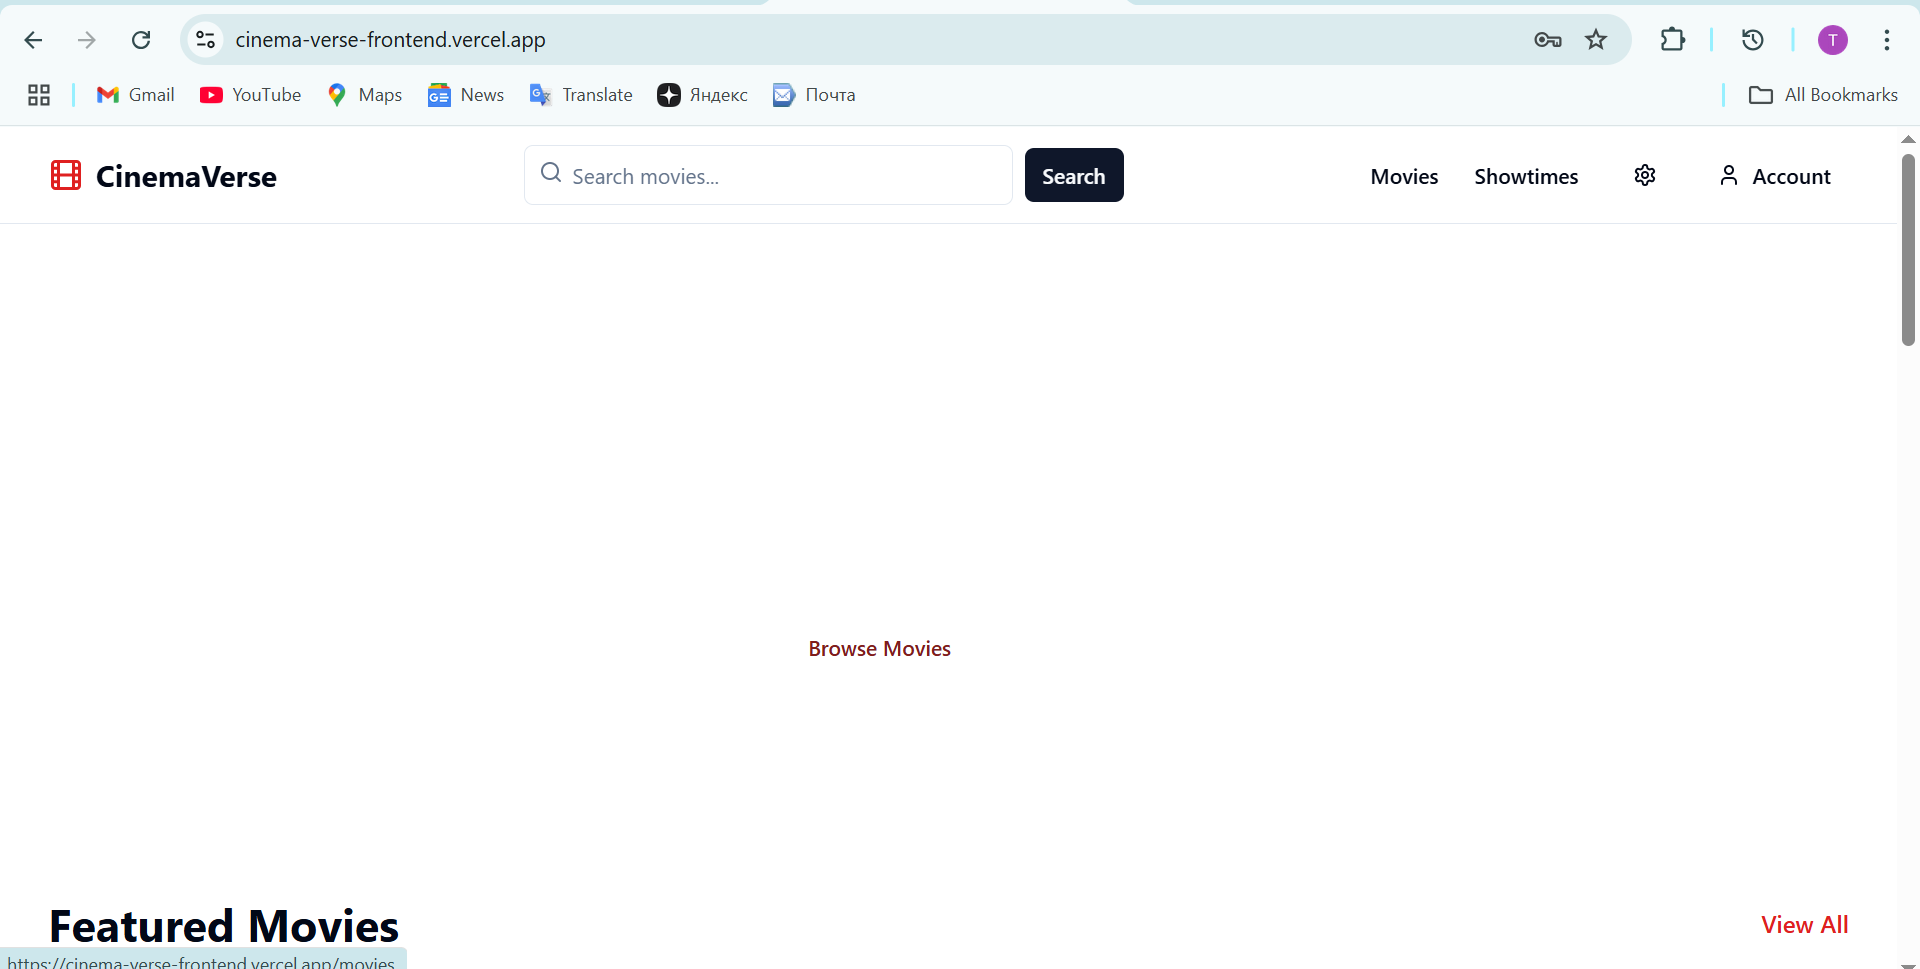 cinema-verse-frontend.vercel.app
T
Gmail YouTube Maps News Translate Яндекс Почта All Bookmarks
CinemaVerse Search movies... Search Movies Showtimes Account
Browse Movies
Featured Movies View All
https://cinema-verse-frontend.vercel.app/movies